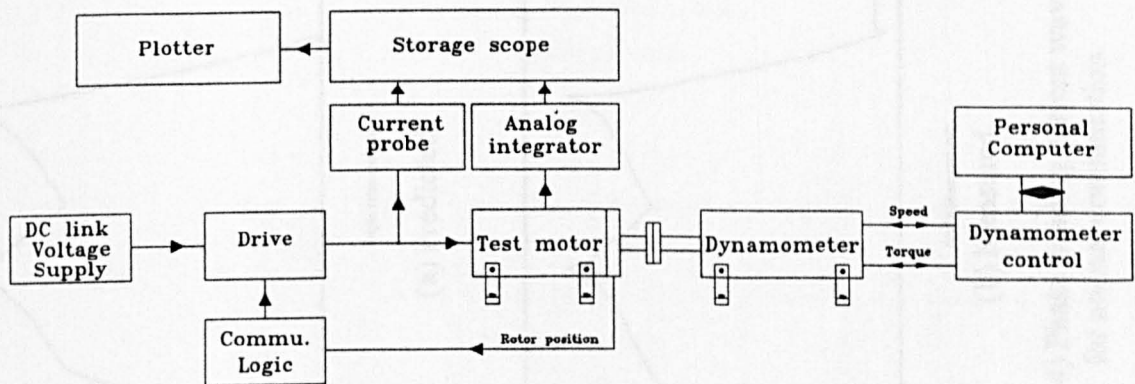 Plotter
Storage scope
Current
probe
Analog
integrator
Personal
Computer
DC link
Voltage
Supply
Drive
Test motor
Dynamometer
Speed
Torque
Dynamometer
control
Commu.
Logic
Rotor position